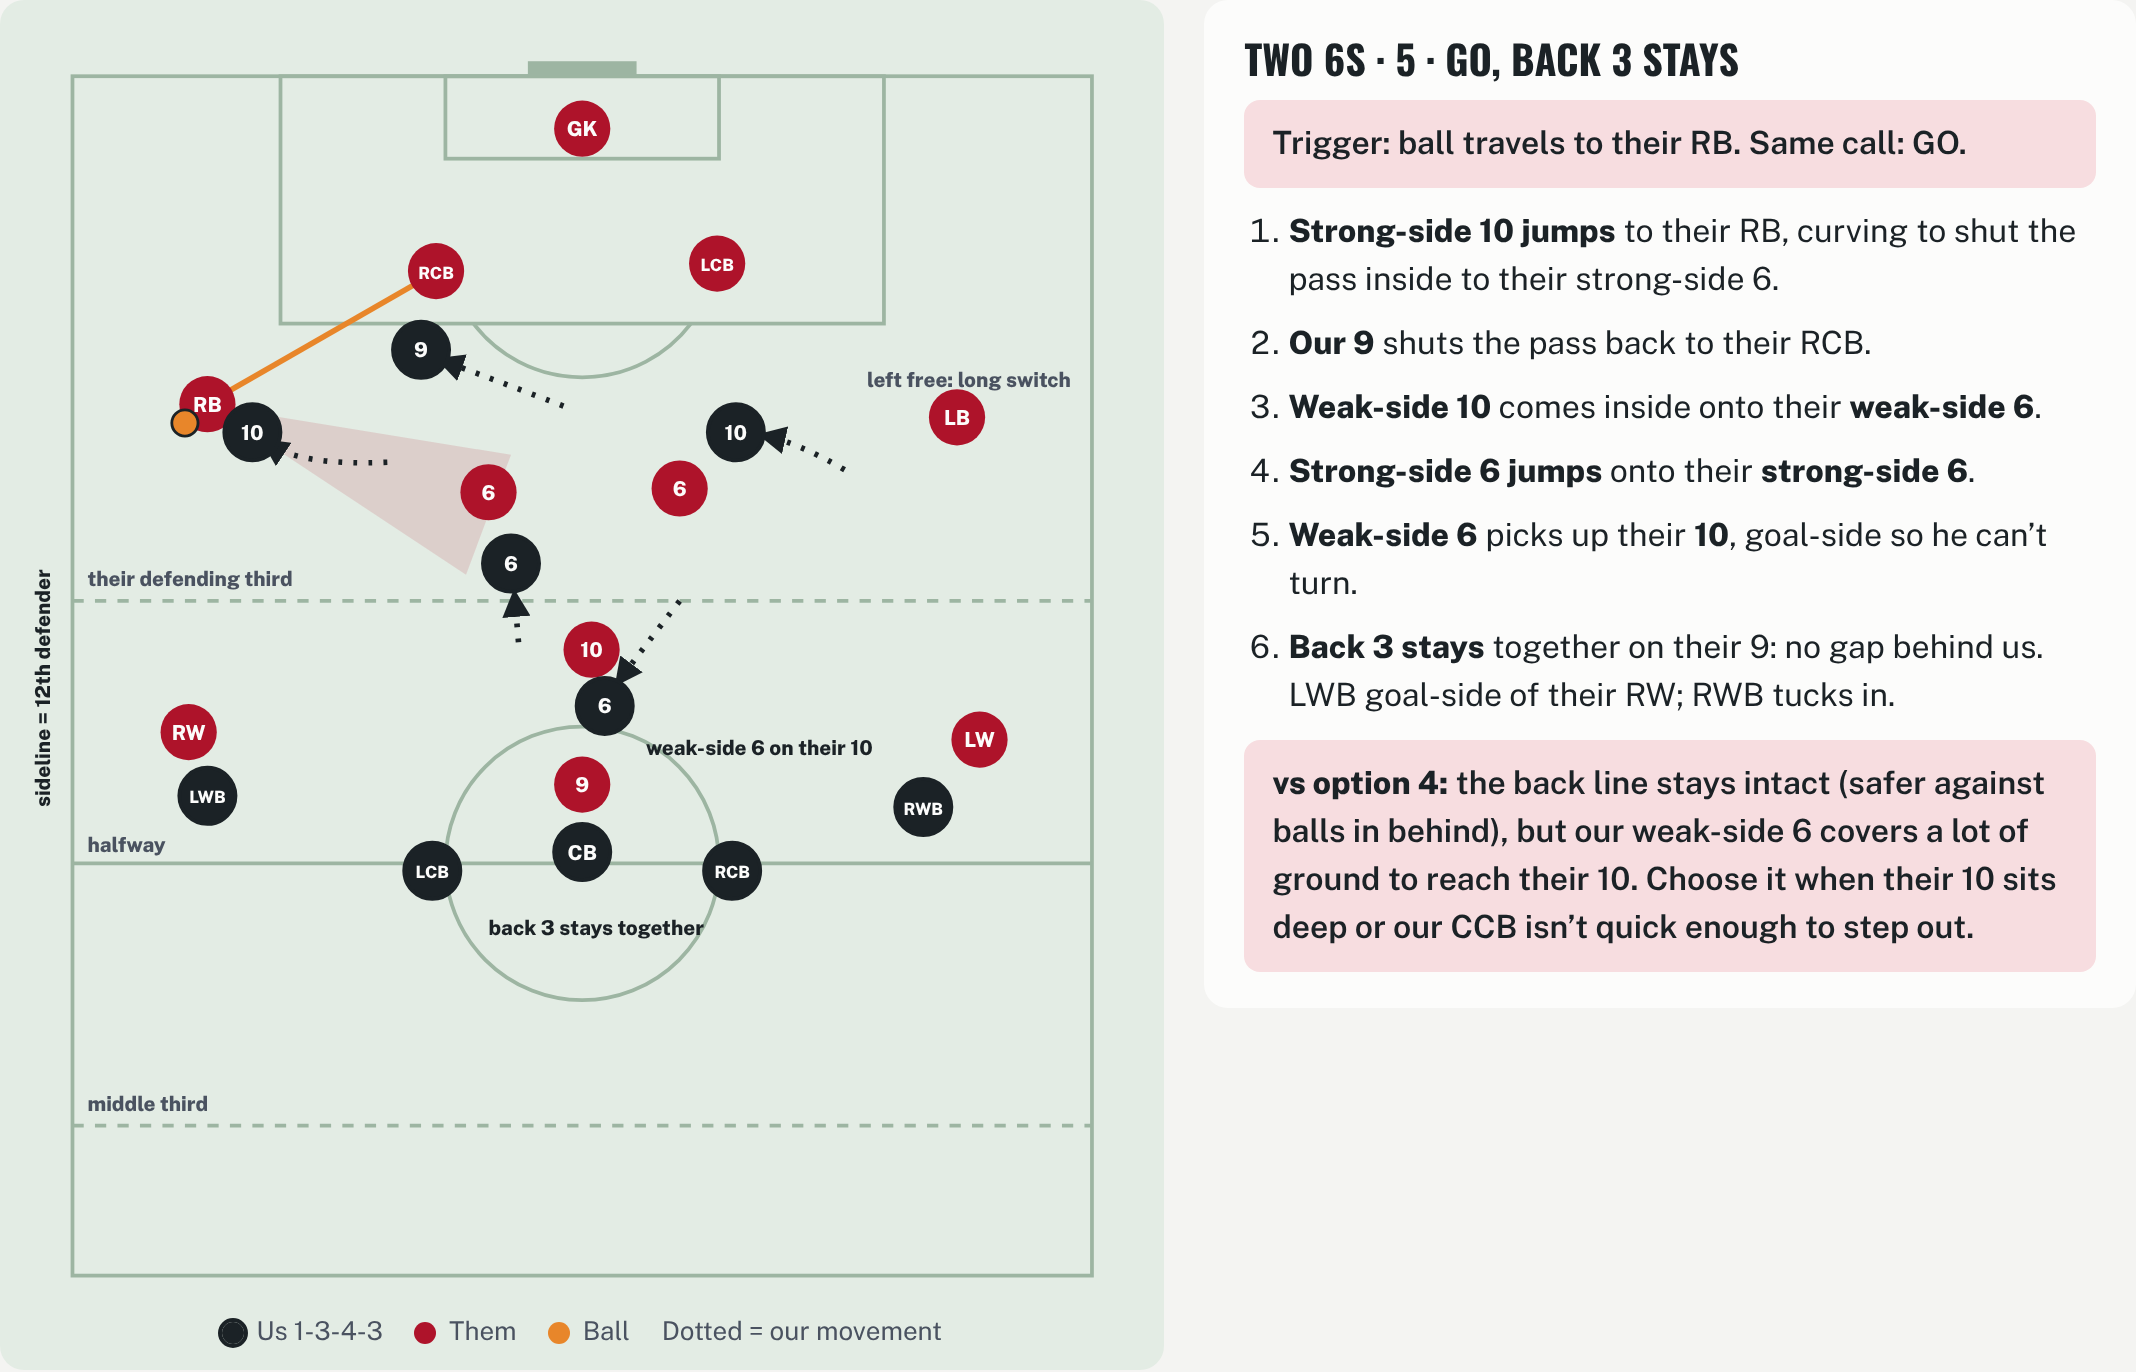 GK
RCB
LCB
9
left free: long switch
RB
10
10
LB
6
6
6
their defending third
sideline = 12th defender
10
6
RW
LW
weak-side 6 on their 10
9
LWB
RWB
halfway
CB
LCB
RCB
back 3 stays together
middle third
Us 1-3-4-3
Them
Ball
Dotted = our movement
TWO 6S · 5 · GO, BACK 3 STAYS
Trigger: ball travels to their RB. Same call: GO.
1. Strong-side 10 jumps to their RB, curving to shut the
pass inside to their strong-side 6.
2. Our 9 shuts the pass back to their RCB.
3. Weak-side 10 comes inside onto their weak-side 6.
4. Strong-side 6 jumps onto their strong-side 6.
5. Weak-side 6 picks up their 10, goal-side so he can’t
turn.
6. Back 3 stays together on their 9: no gap behind us.
LWB goal-side of their RW; RWB tucks in.
vs option 4: the back line stays intact (safer against
balls in behind), but our weak-side 6 covers a lot of
ground to reach their 10. Choose it when their 10 sits
deep or our CCB isn’t quick enough to step out.